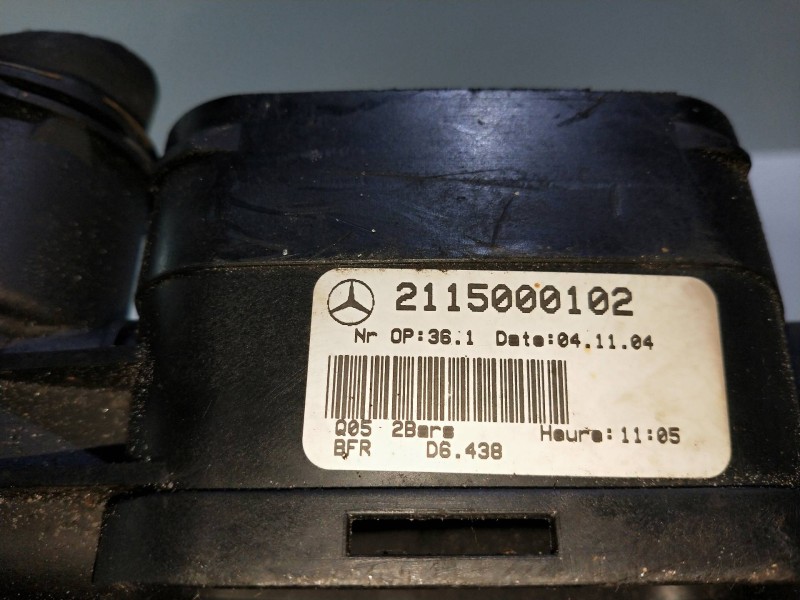 2115000102
Nr OP:36.1 Date:04.11.04
Q05 2Bars Heure:11:05
BFR D6.438